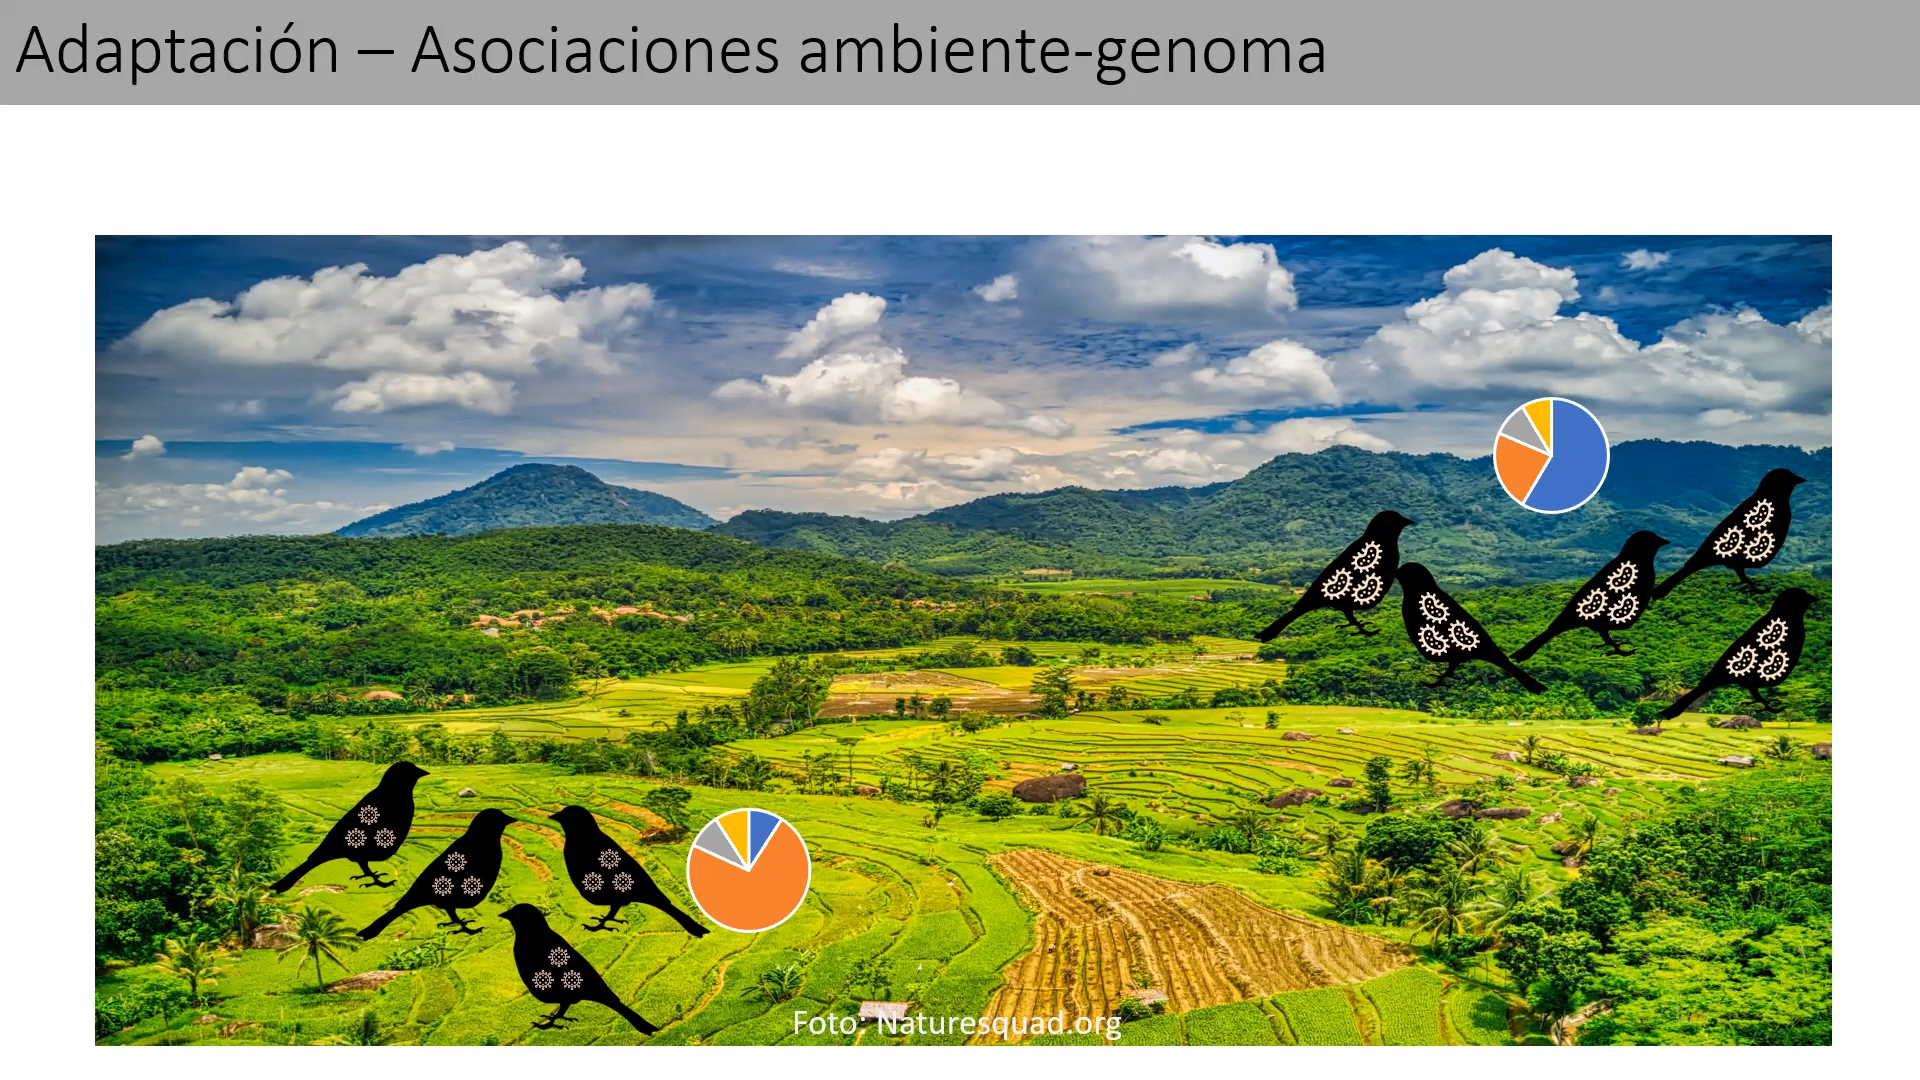 Adaptación – Asociaciones ambiente-genoma
Foto: Naturesquad.org